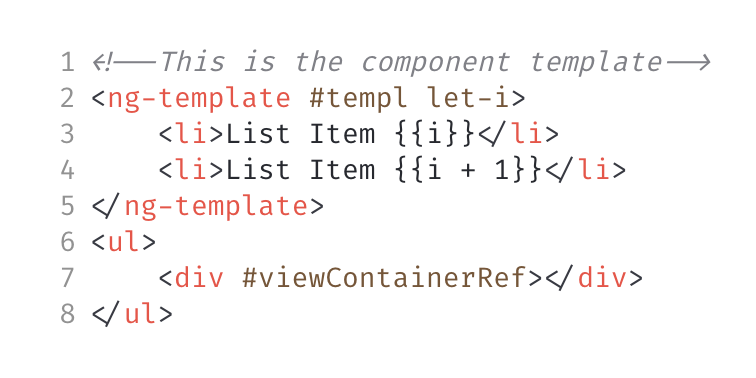 1 <!--This is the component template-->
2 <ng-template #templ let-i>
3     <li>List Item {{i}}</li>
4     <li>List Item {{i + 1}}</li>
5 </ng-template>
6 <ul>
7     <div #viewContainerRef></div>
8 </ul>